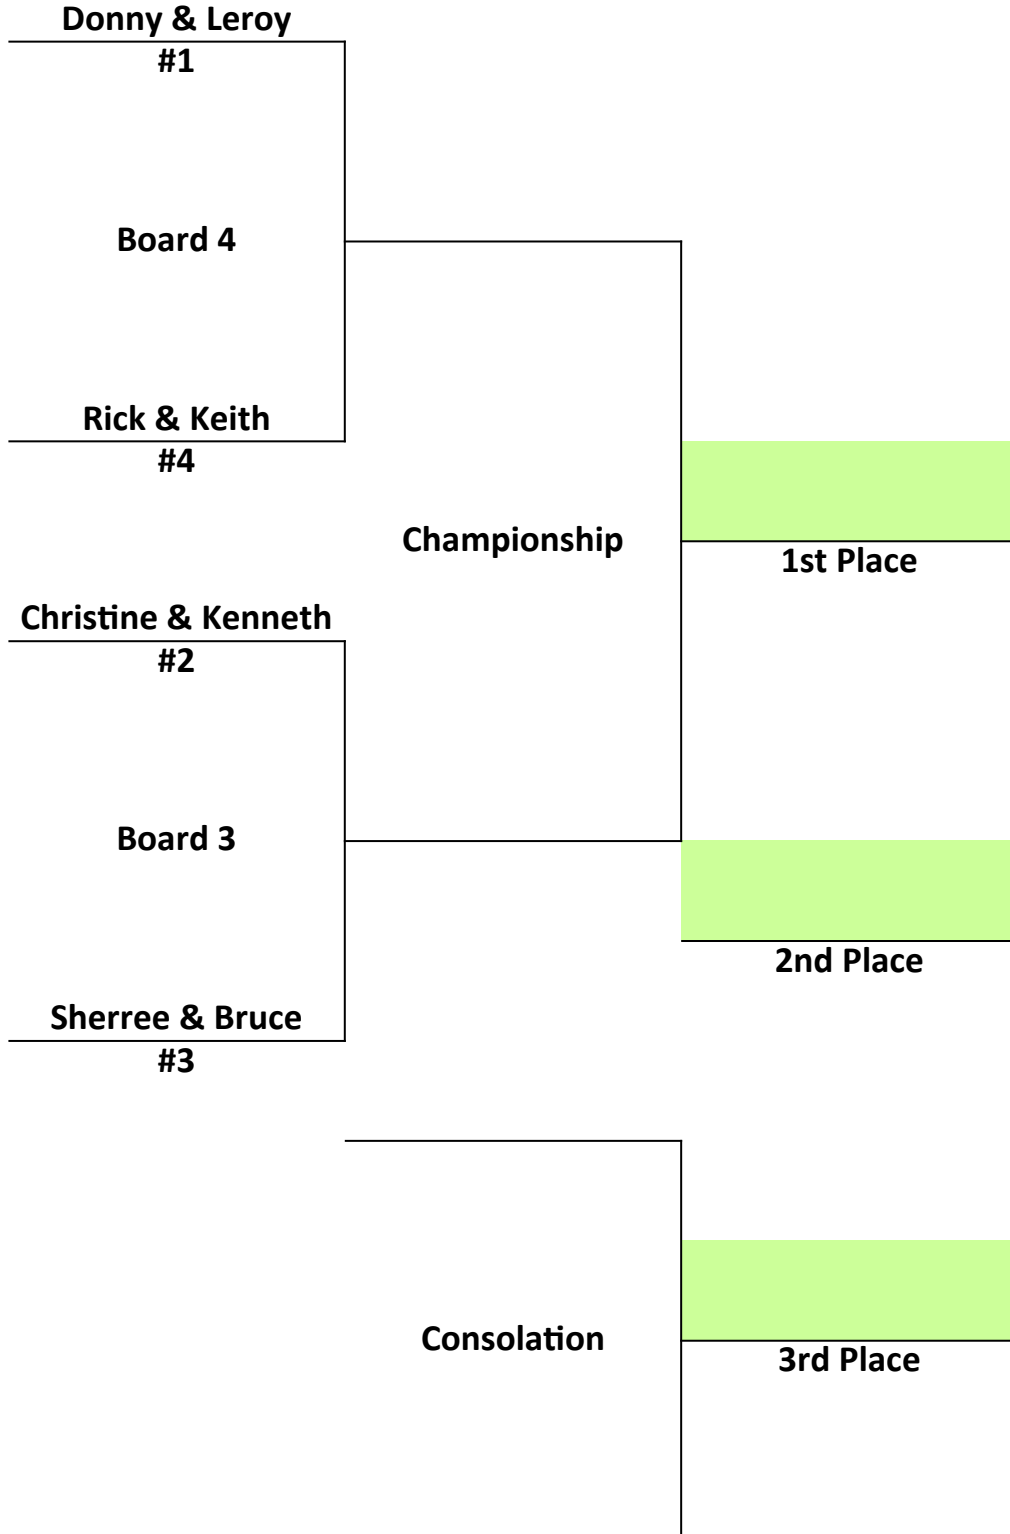 Donny & Leroy
#1
Board 4
Rick & Keith
#4
Championship
1st Place
Christine & Kenneth
#2
Board 3
2nd Place
Sherree & Bruce
#3
Consolation
3rd Place